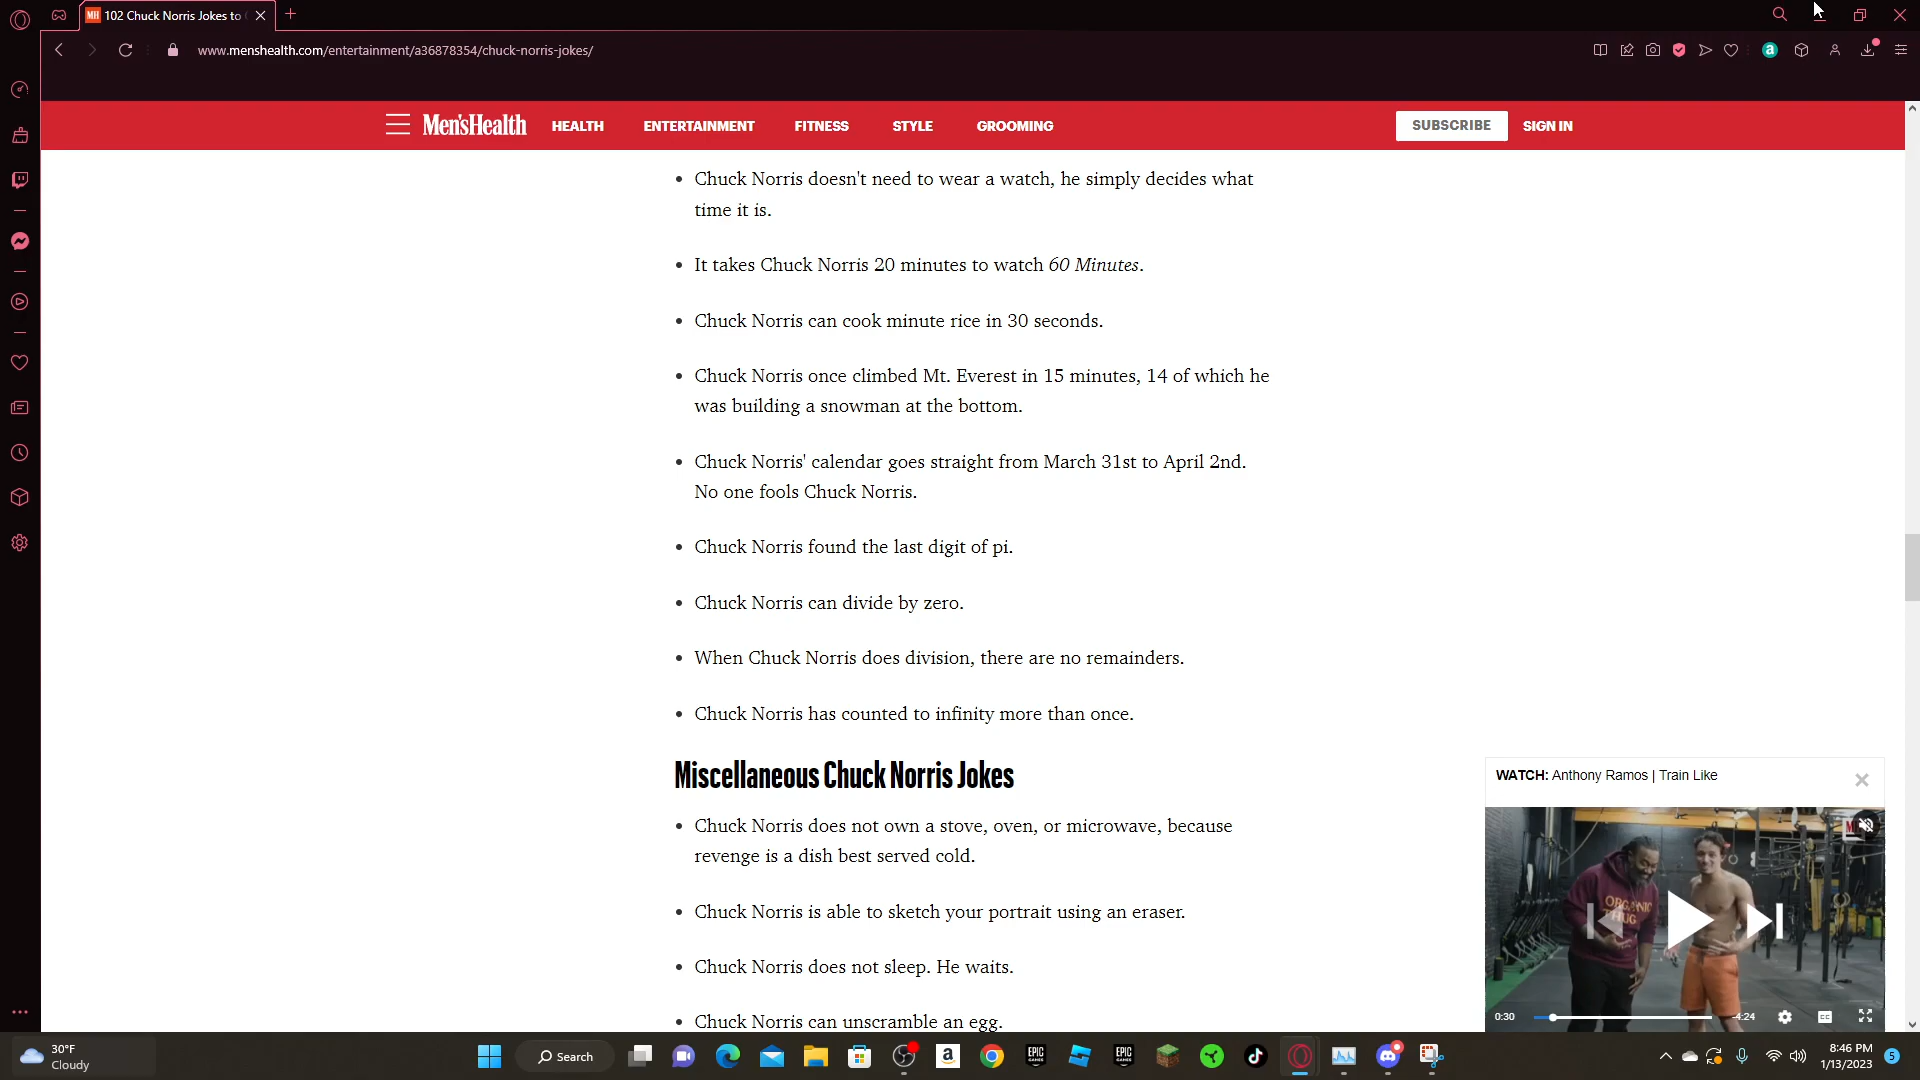 102 Chuck Norris Jokes to
www.menshealth.com/entertainment/a36878354/chuck-norris-jokes/
Men'sHealth HEALTH ENTERTAINMENT FITNESS STYLE GROOMING SUBSCRIBE SIGN IN
• Chuck Norris doesn't need to wear a watch, he simply decides what
time it is.
• It takes Chuck Norris 20 minutes to watch 60 Minutes.
• Chuck Norris can cook minute rice in 30 seconds.
• Chuck Norris once climbed Mt. Everest in 15 minutes, 14 of which he
was building a snowman at the bottom.
• Chuck Norris' calendar goes straight from March 31st to April 2nd.
No one fools Chuck Norris.
• Chuck Norris found the last digit of pi.
• Chuck Norris can divide by zero.
• When Chuck Norris does division, there are no remainders.
• Chuck Norris has counted to infinity more than once.
Miscellaneous Chuck Norris Jokes
• Chuck Norris does not own a stove, oven, or microwave, because
revenge is a dish best served cold.
• Chuck Norris is able to sketch your portrait using an eraser.
• Chuck Norris does not sleep. He waits.
• Chuck Norris can unscramble an egg.
WATCH: Anthony Ramos | Train Like
ORGANIC
THUG
0:30 -4:24
30°F
Cloudy
Search
EPIC GAMES
EPIC GAMES
8:46 PM
1/13/2023
5